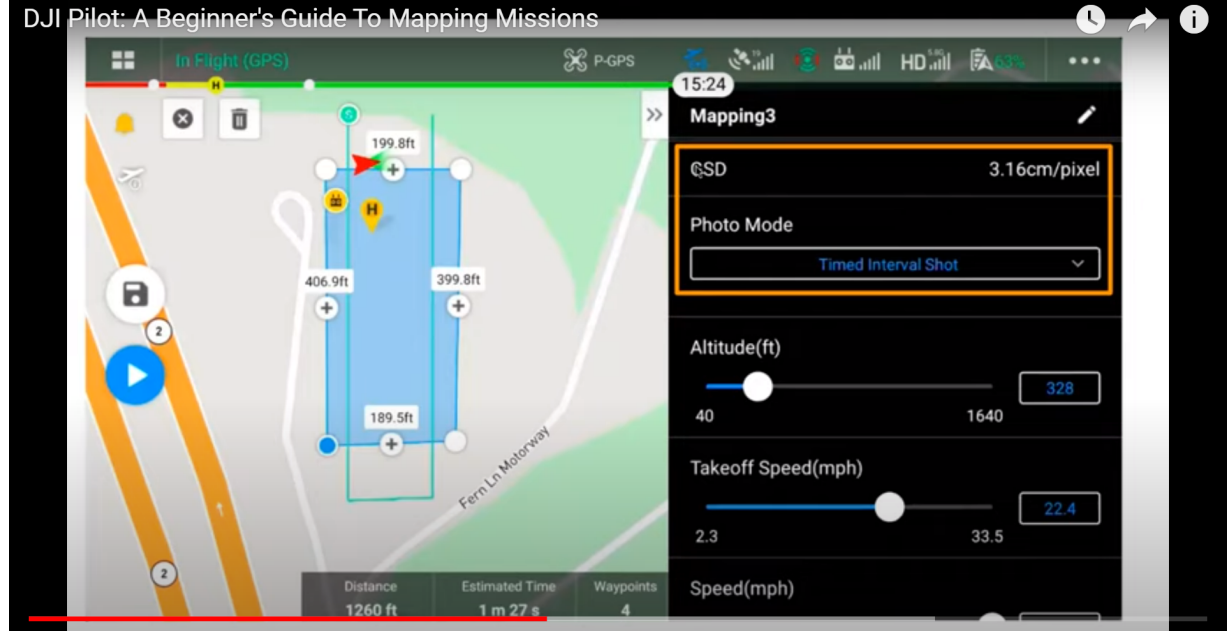 DJI Pilot: A Beginner's Guide To Mapping Missions
In Flight (GPS)
P-GPS
HD
63%
H
15:24
Mapping3
S
199.8ft
GSD
3.16cm/pixel
H
Photo Mode
Timed Interval Shot
406.9ft
399.8ft
2
Altitude(ft)
328
40
1640
189.5ft
Fern Ln Motorway
Takeoff Speed(mph)
22.4
2.3
33.5
2
Distance
Estimated Time
Waypoints
1260 ft
1 m 27 s
4
Speed(mph)